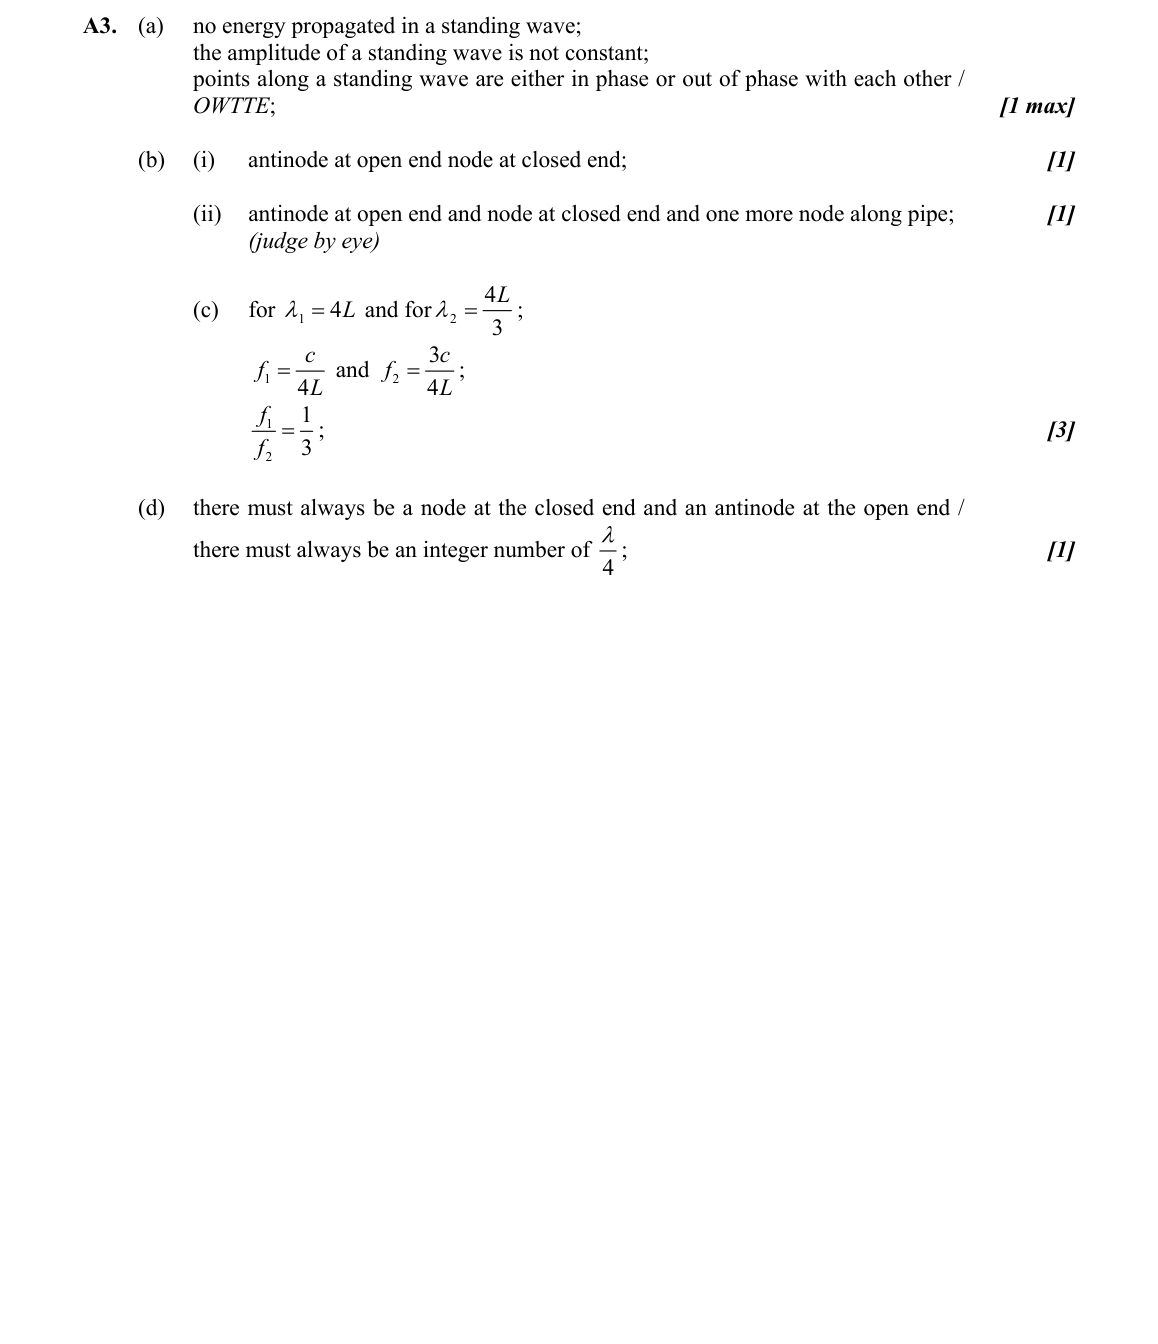 A3. (a) no energy propagated in a standing wave;
the amplitude of a standing wave is not constant;
points along a standing wave are either in phase or out of phase with each other /
OWTTE; [1 max]
(b) (i) antinode at open end node at closed end; [1]
(ii) antinode at open end and node at closed end and one more node along pipe; [1]
(judge by eye)
(c) for λ₁ = 4L and for λ₂ = 4L/3 ;
f₁ = c/4L and f₂ = 3c/4L ;
f₁/f₂ = 1/3 ; [3]
(d) there must always be a node at the closed end and an antinode at the open end /
there must always be an integer number of λ/4 ; [1]